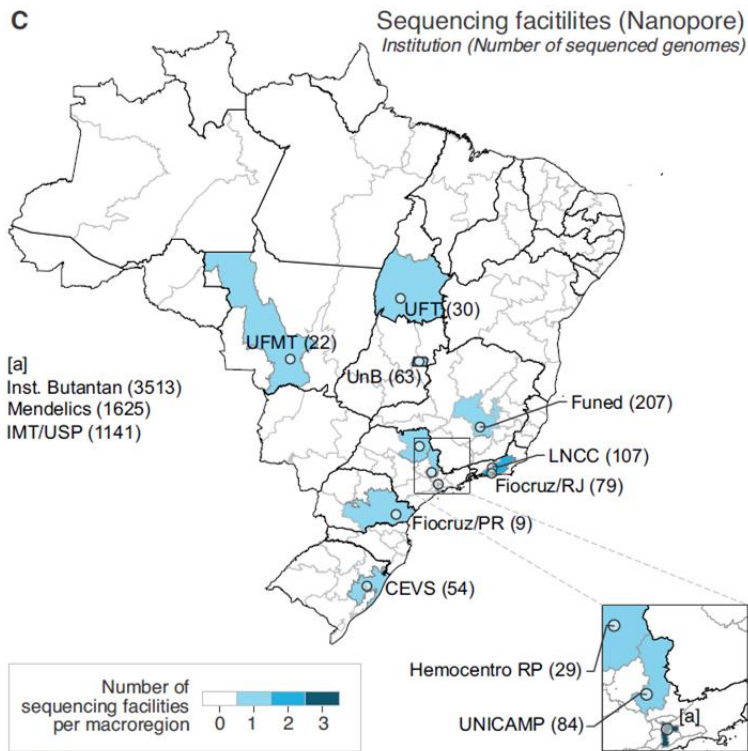 C
Sequencing facitilites (Nanopore)
Institution (Number of sequenced genomes)
UFT (30)
UFMT (22)
UnB (63)
[a]
Inst. Butantan (3513)
Mendelics (1625)
IMT/USP (1141)
Funed (207)
LNCC (107)
Fiocruz/RJ (79)
Fiocruz/PR (9)
CEVS (54)
Hemocentro RP (29)
UNICAMP (84)
[a]
Number of
sequencing facilities
per macroregion
0 1 2 3